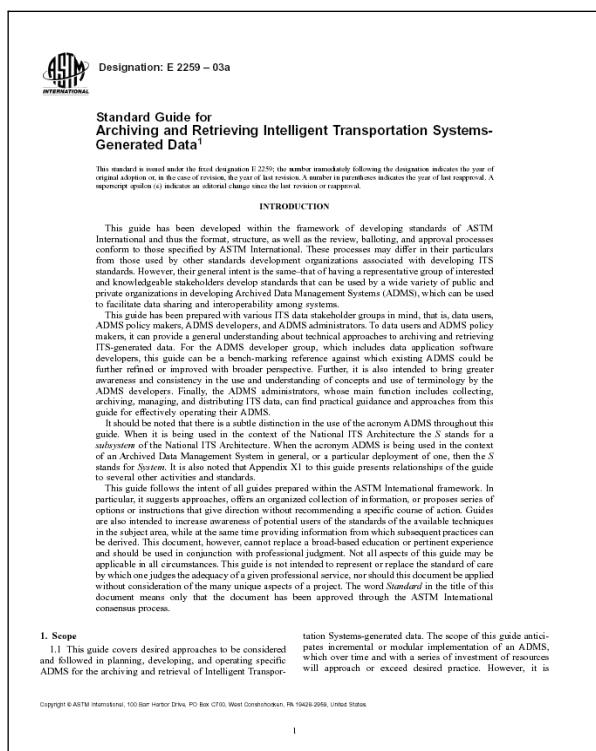 ASTM
INTERNATIONAL
Designation: E 2259 – 03a
Standard Guide for
Archiving and Retrieving Intelligent Transportation Systems-
Generated Data1
This standard is issued under the fixed designation E 2259; the number immediately following the designation indicates the year of
original adoption or, in the case of revision, the year of last revision. A number in parentheses indicates the year of last reapproval. A
superscript epsilon (ε) indicates an editorial change since the last revision or reapproval.
INTRODUCTION
This guide has been developed within the framework of developing standards of ASTM
International and thus the format, structure, as well as the review, balloting, and approval processes
conform to those specified by ASTM International. These processes may differ in their particulars
from those used by other standards development organizations associated with developing ITS
standards. However, their general intent is the same–that of having a representative group of interested
and knowledgeable stakeholders develop standards that can be used by a wide variety of public and
private organizations in developing Archived Data Management Systems (ADMS), which can be used
to facilitate data sharing and interoperability among systems.
This guide has been prepared with various ITS data stakeholder groups in mind, that is, data users,
ADMS policy makers, ADMS developers, and ADMS administrators. To data users and ADMS policy
makers, it can provide a general understanding about technical approaches to archiving and retrieving
ITS-generated data. For the ADMS developer group, which includes data application software
developers, this guide can be a bench-marking reference against which existing ADMS could be
further refined or improved with broader perspective. Further, it is also intended to bring greater
awareness and consistency in the use and understanding of concepts and use of terminology by the
ADMS developers. Finally, the ADMS administrators, whose main function includes collecting,
archiving, managing, and distributing ITS data, can find practical guidance and approaches from this
guide for effectively operating their ADMS.
It should be noted that there is a subtle distinction in the use of the acronym ADMS throughout this
guide. When it is being used in the context of the National ITS Architecture the S stands for a
subsystem of the National ITS Architecture. When the acronym ADMS is being used in the context
of an Archived Data Management System in general, or a particular deployment of one, then the S
stands for System. It is also noted that Appendix X1 to this guide presents relationships of the guide
to several other activities and standards.
This guide follows the intent of all guides prepared within the ASTM International framework. In
particular, it suggests approaches, offers an organized collection of information, or proposes series of
options or instructions that give direction without recommending a specific course of action. Guides
are also intended to increase awareness of potential users of the standards of the available techniques
in the subject area, while at the same time providing information from which subsequent practices can
be derived. This document, however, cannot replace a broad-based education or pertinent experience
and should be used in conjunction with professional judgment. Not all aspects of this guide may be
applicable in all circumstances. This guide is not intended to represent or replace the standard of care
by which one judges the adequacy of a given professional service, nor should this document be applied
without consideration of the many unique aspects of a project. The word Standard in the title of this
document means only that the document has been approved through the ASTM International
consensus process.
1. Scope
1.1 This guide covers desired approaches to be considered
and followed in planning, developing, and operating specific
ADMS for the archiving and retrieval of Intelligent Transpor-
tation Systems-generated data. The scope of this guide antici-
pates incremental or modular implementation of an ADMS,
which over time and with a series of investment of resources
will approach or exceed desired practice. However, it is
Copyright © ASTM International, 100 Barr Harbor Drive, PO Box C700, West Conshohocken, PA 19428-2959, United States.
1